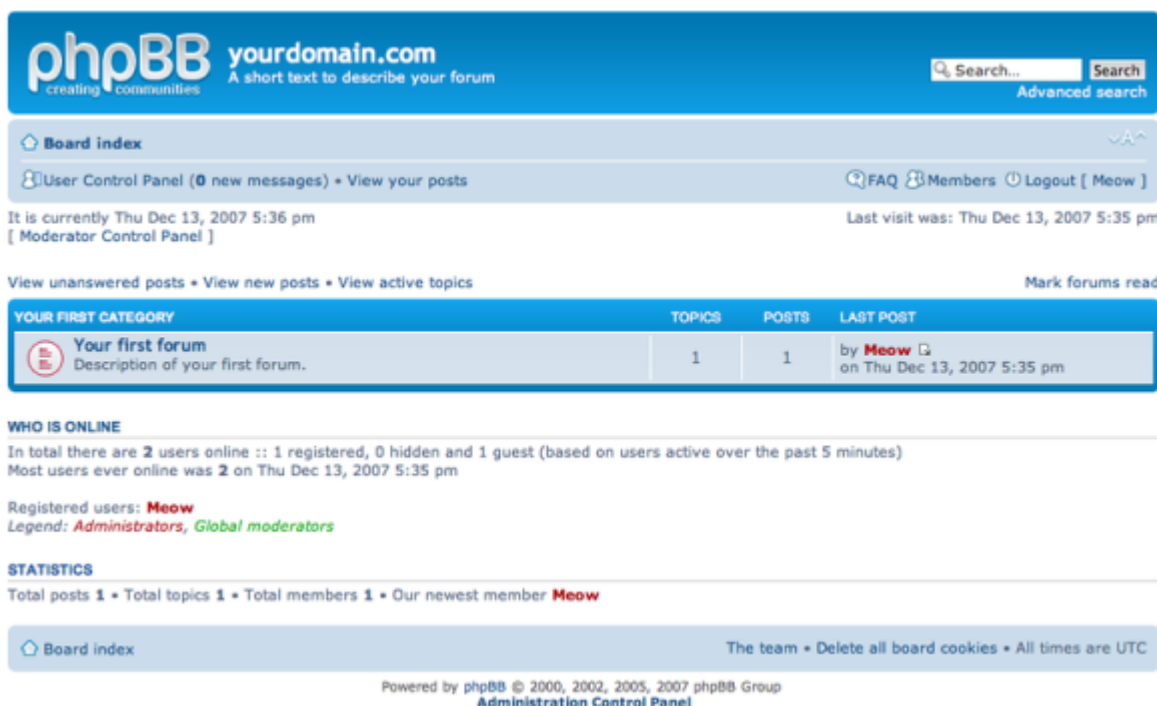 phpBB
creating communities
yourdomain.com
A short text to describe your forum
Search... Search
Advanced search
Board index
A
User Control Panel (0 new messages) • View your posts
FAQ Members Logout [ Meow ]
It is currently Thu Dec 13, 2007 5:36 pm
Last visit was: Thu Dec 13, 2007 5:35 pm
[ Moderator Control Panel ]
View unanswered posts • View new posts • View active topics
Mark forums read
YOUR FIRST CATEGORY TOPICS POSTS LAST POST
Your first forum
Description of your first forum.
1 1
by Meow
on Thu Dec 13, 2007 5:35 pm
WHO IS ONLINE
In total there are 2 users online :: 1 registered, 0 hidden and 1 guest (based on users active over the past 5 minutes)
Most users ever online was 2 on Thu Dec 13, 2007 5:35 pm
Registered users: Meow
Legend: Administrators, Global moderators
STATISTICS
Total posts 1 • Total topics 1 • Total members 1 • Our newest member Meow
Board index
The team • Delete all board cookies • All times are UTC
Powered by phpBB © 2000, 2002, 2005, 2007 phpBB Group
Administration Control Panel